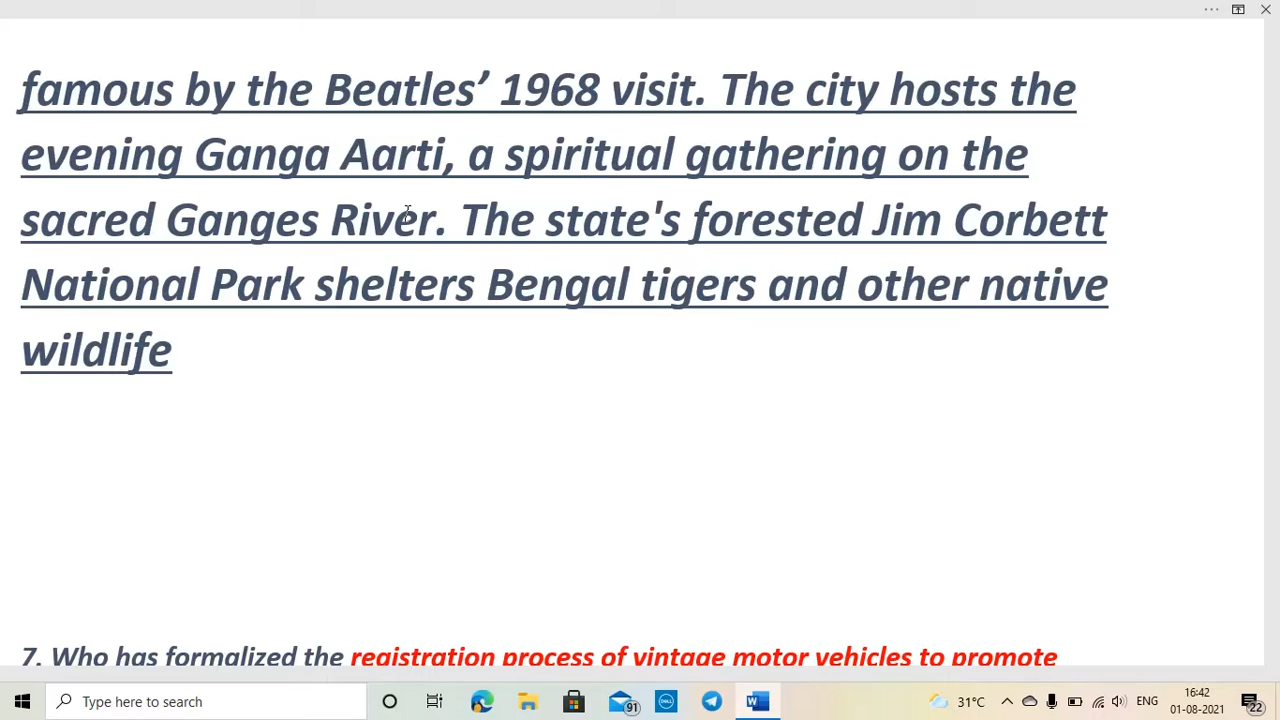 famous by the Beatles’ 1968 visit. The city hosts the
evening Ganga Aarti, a spiritual gathering on the
sacred Ganges River. The state's forested Jim Corbett
National Park shelters Bengal tigers and other native
wildlife
7. Who has formalized the registration process of vintage motor vehicles to promote
Type here to search
91
DELL
31°C
ENG
16:42
01-08-2021
22